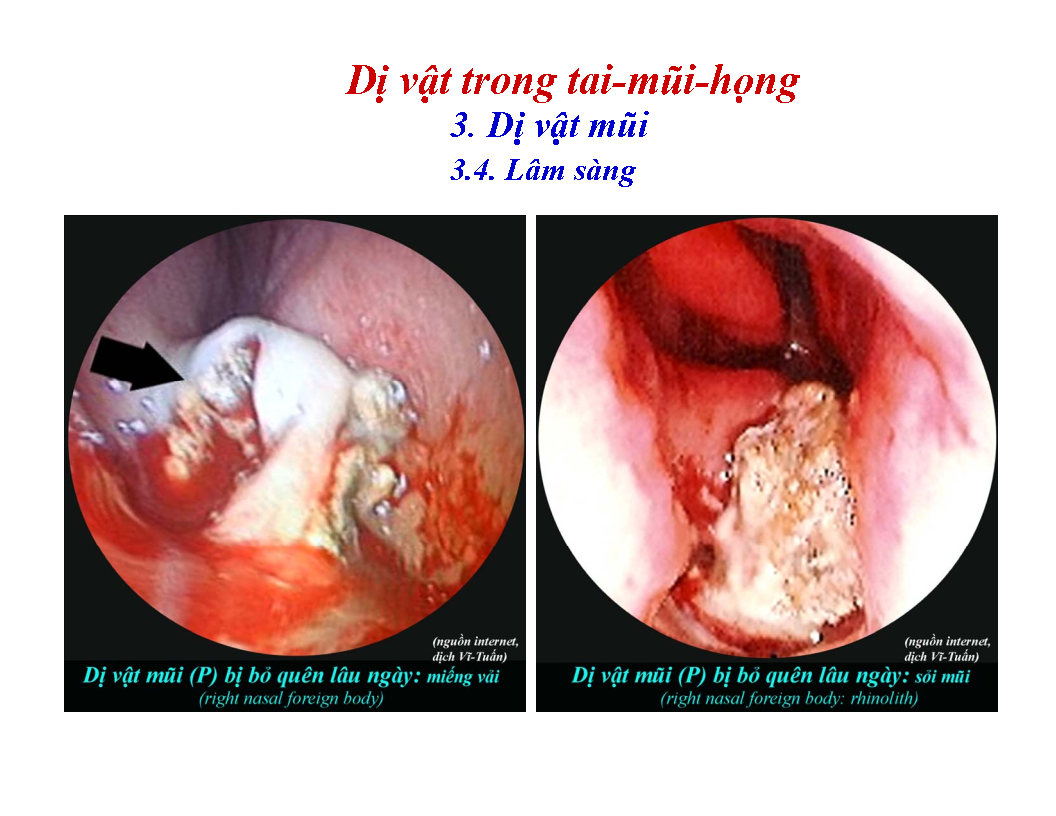 Dị vật trong tai-mũi-họng
3. Dị vật mũi
3.4. Lâm sàng
(nguồn internet,
dịch Vĩ-Tuấn)
Dị vật mũi (P) bị bỏ quên lâu ngày: miếng vải
(right nasal foreign body)
(nguồn internet,
dịch Vĩ-Tuấn)
Dị vật mũi (P) bị bỏ quên lâu ngày: sỏi mũi
(right nasal foreign body: rhinolith)